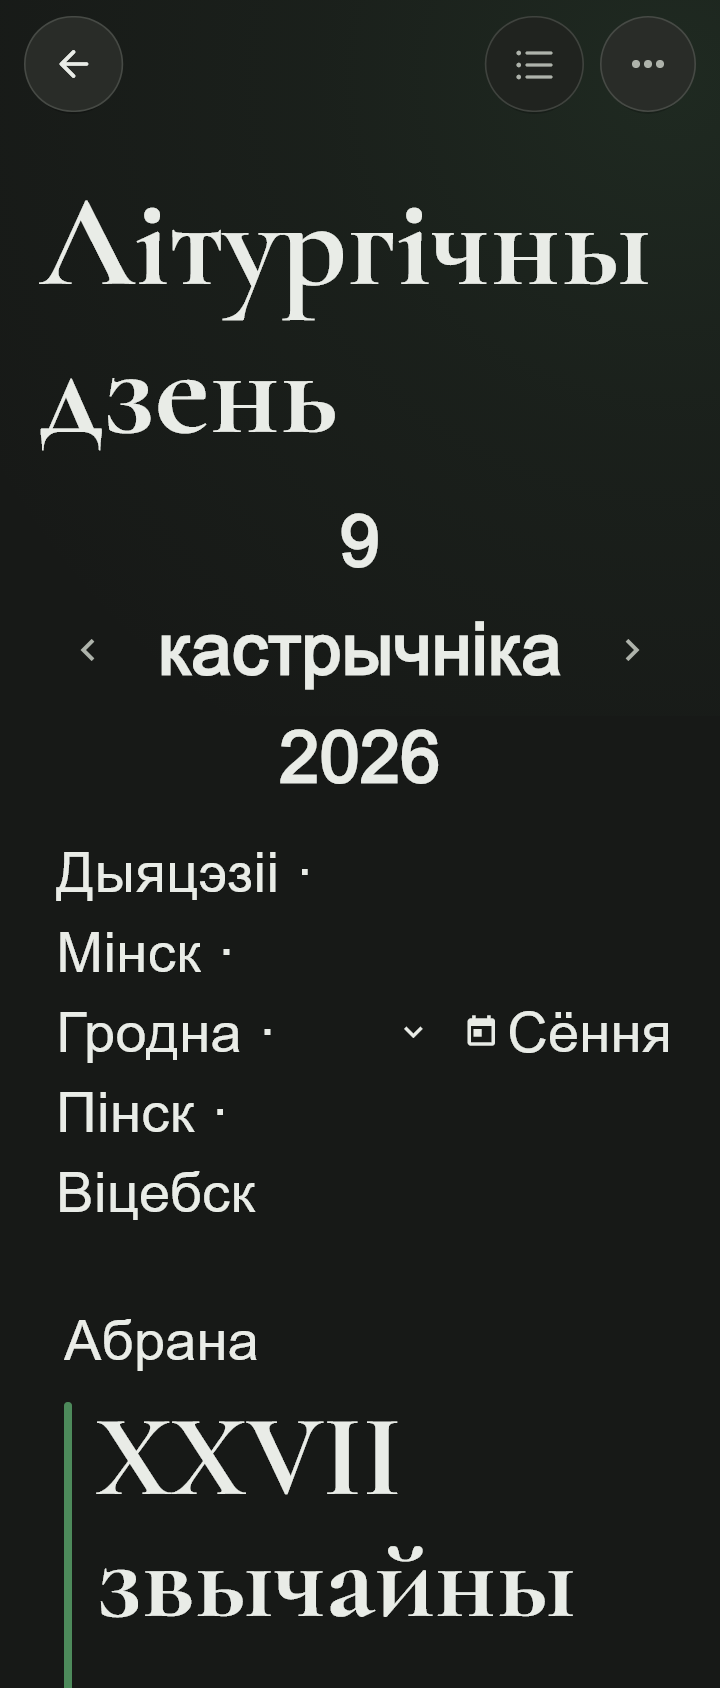 Літургічны
дзень
9
кастрычніка
2026
Дыяцэзіі ·
Мінск ·
Гродна ·
Сёння
Пінск ·
Віцебск
Абрана
XXVII
звычайны